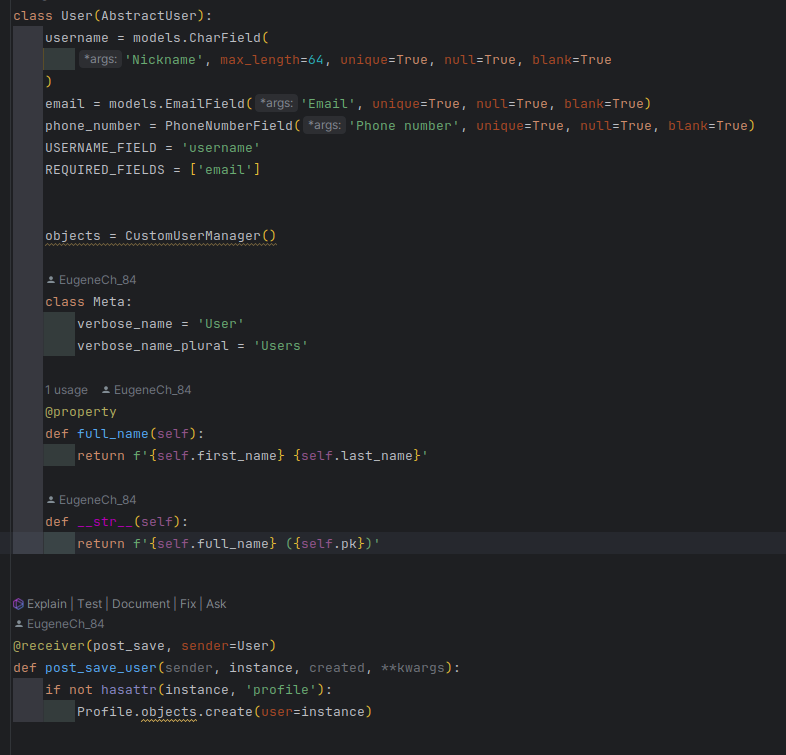 class User(AbstractUser):
    username = models.CharField(
        *args: 'Nickname', max_length=64, unique=True, null=True, blank=True
    )
    email = models.EmailField( *args: 'Email', unique=True, null=True, blank=True)
    phone_number = PhoneNumberField( *args: 'Phone number', unique=True, null=True, blank=True)
    USERNAME_FIELD = 'username'
    REQUIRED_FIELDS = ['email']
    objects = CustomUserManager()
    EugeneCh_84
    class Meta:
        verbose_name = 'User'
        verbose_name_plural = 'Users'
    1 usage EugeneCh_84
    @property
    def full_name(self):
        return f'{self.first_name} {self.last_name}'
    EugeneCh_84
    def __str__(self):
        return f'{self.full_name} ({self.pk})'
Explain | Test | Document | Fix | Ask
EugeneCh_84
@receiver(post_save, sender=User)
def post_save_user(sender, instance, created, **kwargs):
    if not hasattr(instance, 'profile'):
        Profile.objects.create(user=instance)